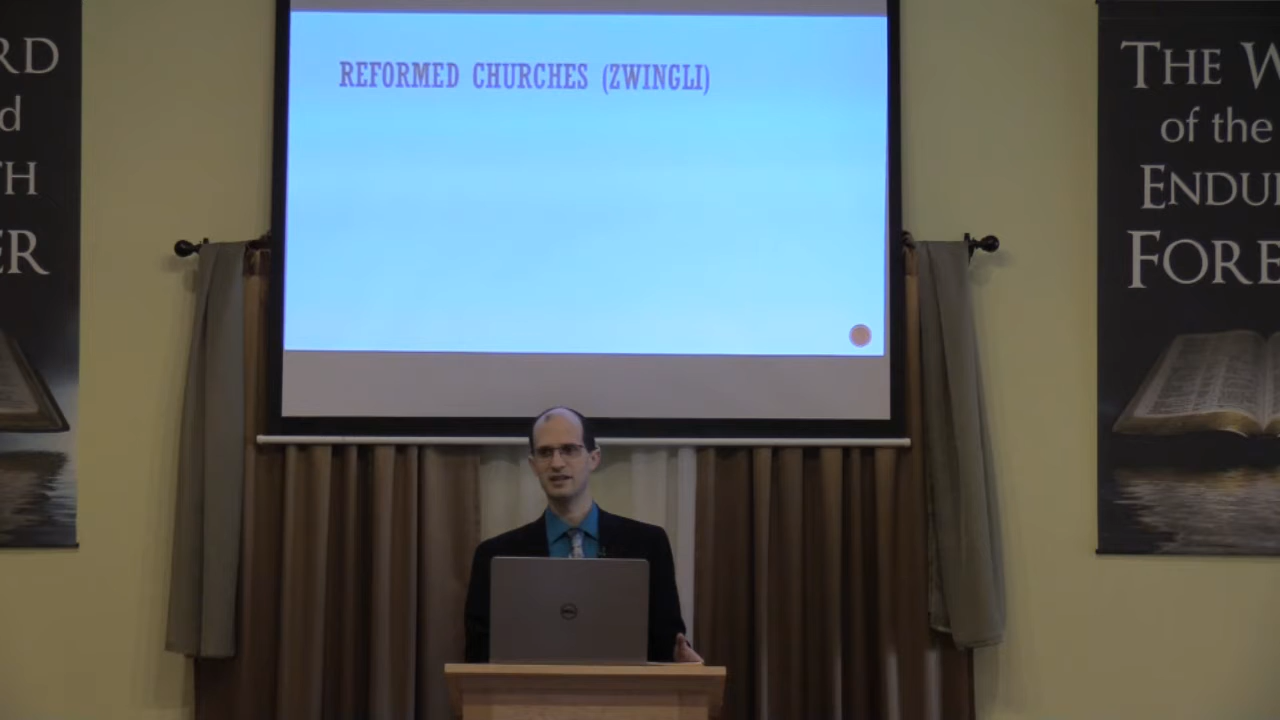 RD
d
TH
ER
REFORMED CHURCHES (ZWINGLI)
THE W
of the
ENDU
FORE
DELL